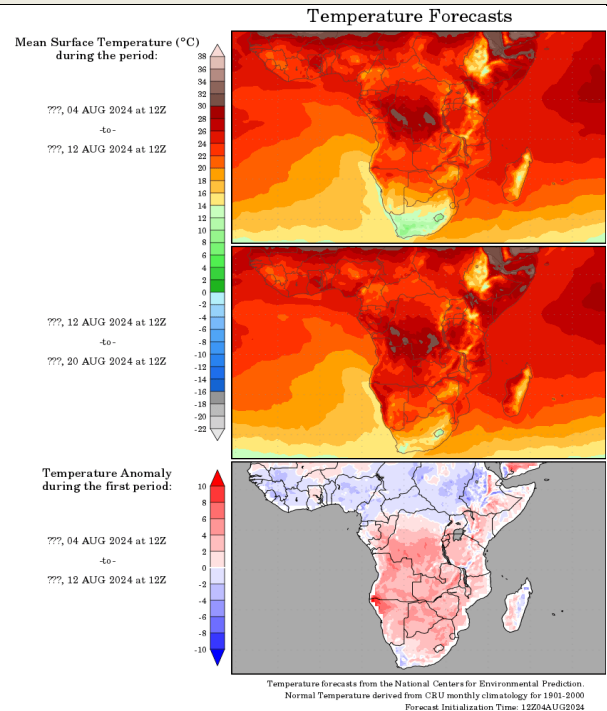 Temperature Forecasts
Mean Surface Temperature (°C)
during the period:
???, 04 AUG 2024 at 12Z
-to-
???, 12 AUG 2024 at 12Z
38
36
34
32
30
28
26
24
22
20
18
16
14
12
10
8
6
4
2
0
-2
-4
-6
-8
-10
-12
-14
-16
-18
-20
-22
???, 12 AUG 2024 at 12Z
-to-
???, 20 AUG 2024 at 12Z
Temperature Anomaly
during the first period:
???, 04 AUG 2024 at 12Z
-to-
???, 12 AUG 2024 at 12Z
10
8
6
4
2
0
-2
-4
-6
-8
-10
Temperature forecasts from the National Centers for Environmental Prediction.
Normal Temperature derived from CRU monthly climatology for 1901-2000
Forecast Initialization Time: 12Z04AUG2024